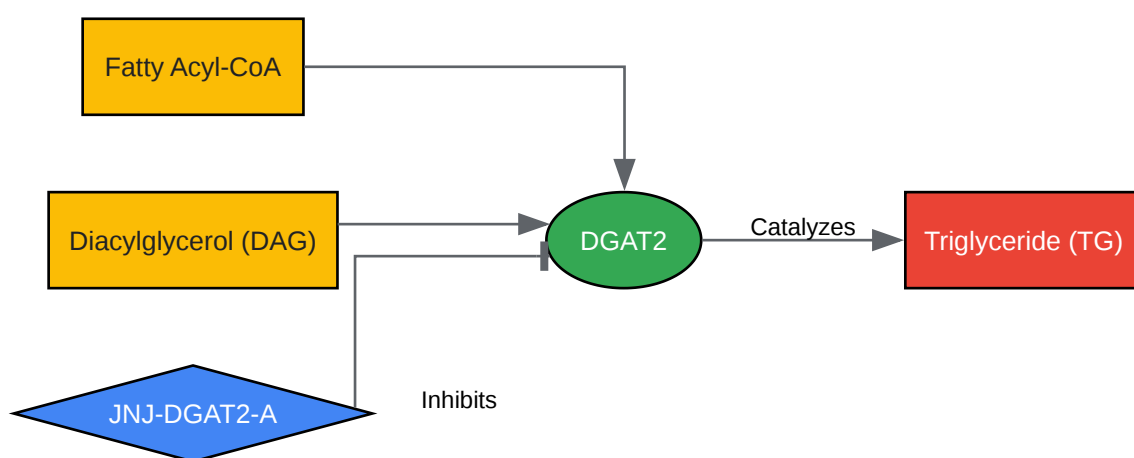 Fatty Acyl-CoA
Diacylglycerol (DAG)
DGAT2
Catalyzes
Triglyceride (TG)
JNJ-DGAT2-A
Inhibits